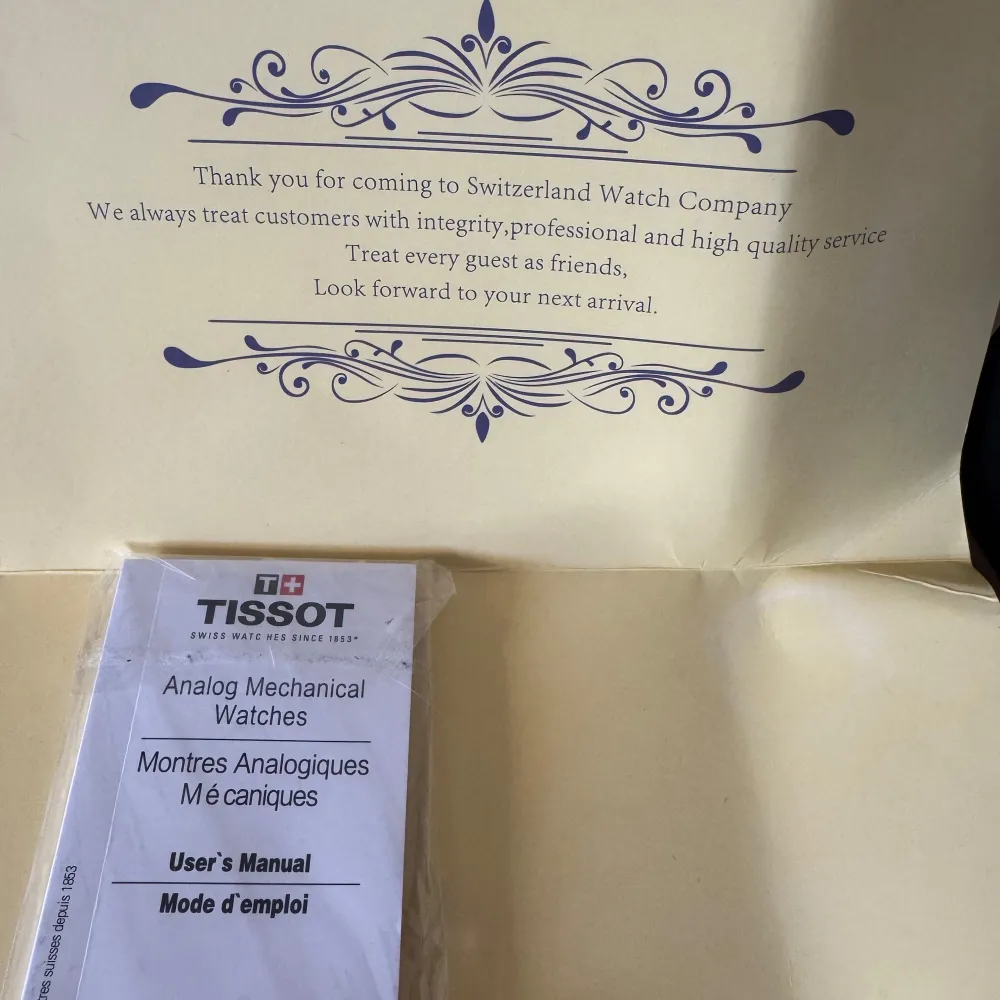 Thank you for coming to Switzerland Watch Company
We always treat customers with integrity,professional and high quality service
Treat every guest as friends,
Look forward to your next arrival.
T+
TISSOT
SWISS WATC HES SINCE 1853*
Analog Mechanical
Watches
Montres Analogiques
M é caniques
User`s Manual
Mode d`emploi
suisses depuis 1853